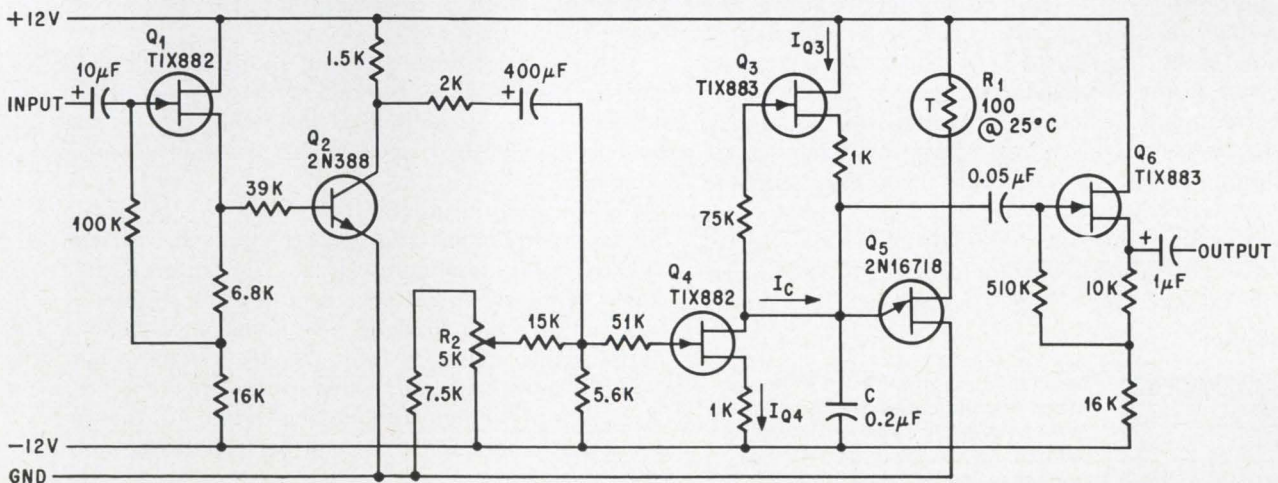 +12V
Q1
TIX882
10µF
+
INPUT
100K
6.8K
16K
39K
Q2
2N388
1.5K
2K
400µF
+
R2
5K
7.5K
15K
51K
5.6K
Q3
TIX883
IQ3
1K
75K
Q4
TIX882
IC
1K
IQ4
Q5
2N1671B
C
0.2µF
T
R1
100
@ 25°C
0.05µF
Q6
TIX883
510K
10K
+
1µF
OUTPUT
16K
-12V
GND